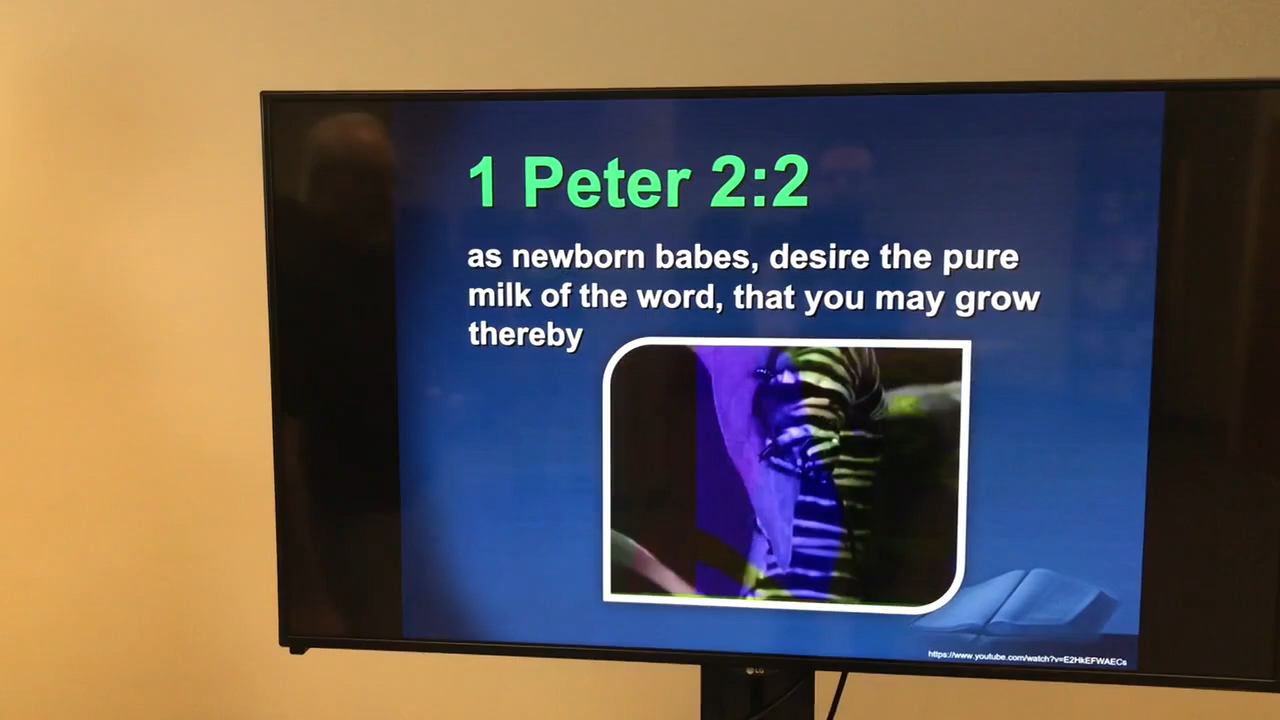 1 Peter 2:2
as newborn babes, desire the pure
milk of the word, that you may grow
thereby
https://www.youtube.com/watch?v=E2HkEFWAECs
LG